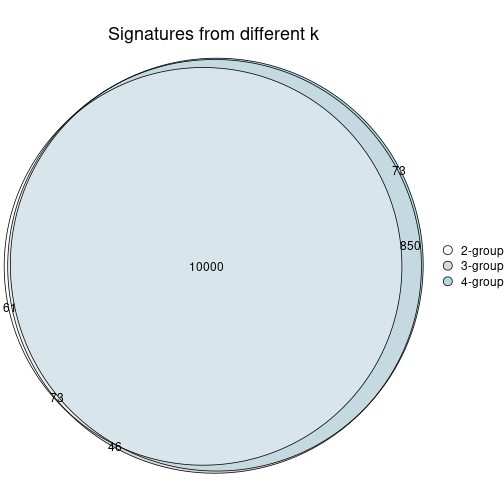 Signatures from different k
73
850
2-group
3-group
10000
4-group
61
73
46